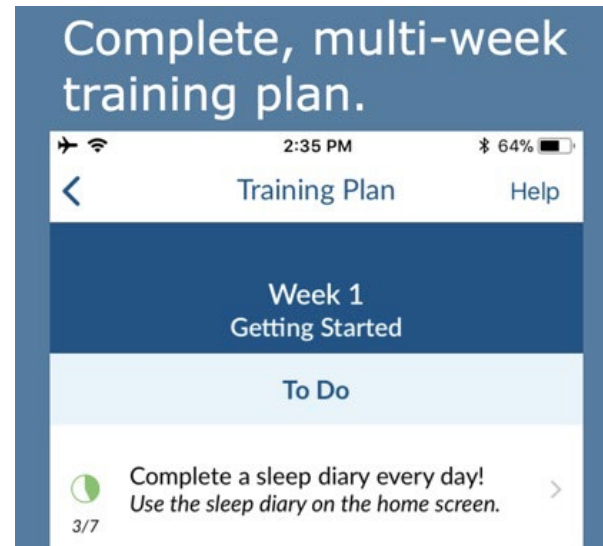 Complete, multi-week
training plan.
2:35 PM 64%
Training Plan Help
Week 1
Getting Started
To Do
Complete a sleep diary every day!
Use the sleep diary on the home screen.
3/7